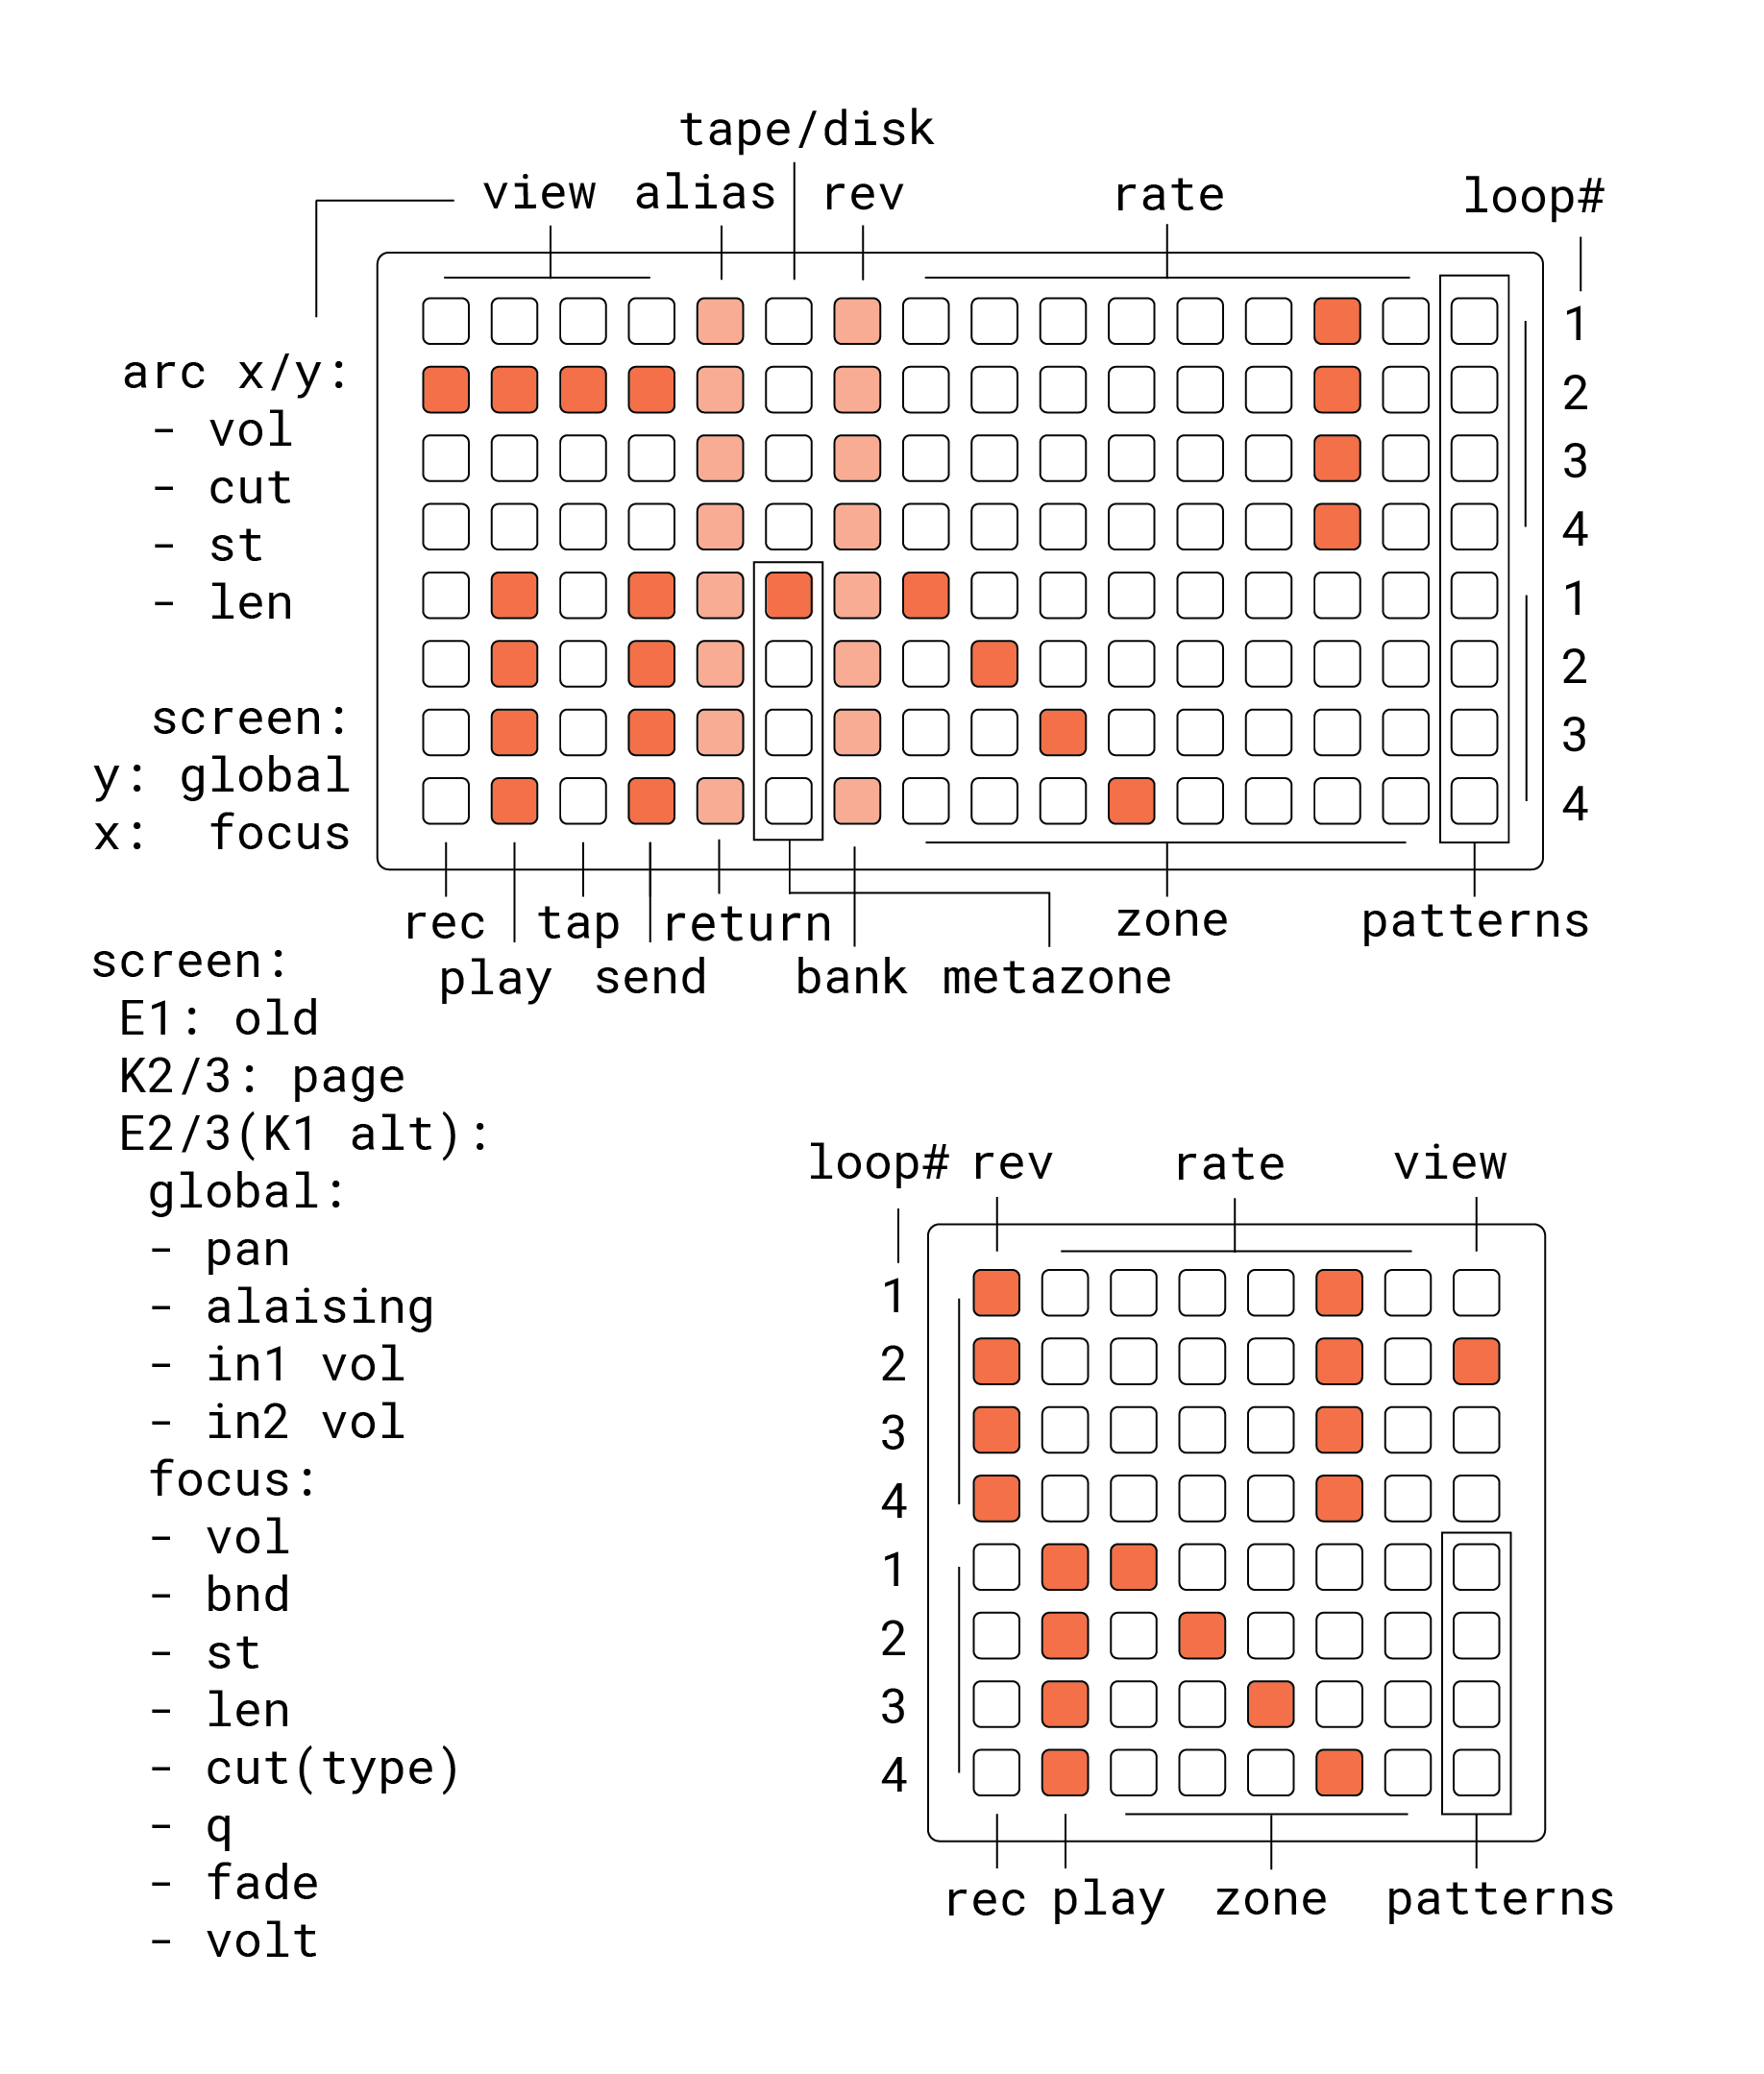 tape/disk
view alias rev rate loop#
1
arc x/y: 2
- vol
- cut 3
- st 4
- len 1
2
screen: 3
y: global
x: focus 4
rec tap return zone patterns
play send bank metazone
screen:
E1: old
K2/3: page
E2/3(K1 alt):
global:
- pan
- alaising
- in1 vol
- in2 vol
focus:
- vol
- bnd
- st
- len
- cut(type)
- q
- fade
- volt
loop# rev rate view
1
2
3
4
1
2
3
4
rec play zone patterns